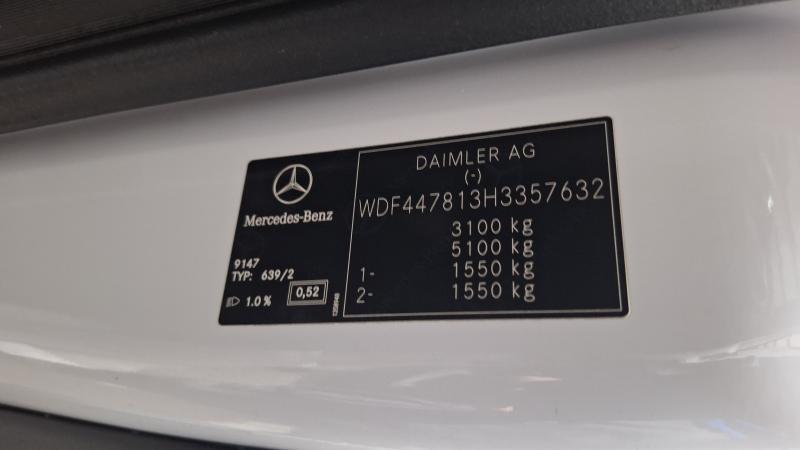 Mercedes-Benz
9147
TYP: 639/2
1.0 % 0,52
DAIMLER AG
(-)
WDF447813H3357632
3100 kg
5100 kg
1- 1550 kg
2- 1550 kg